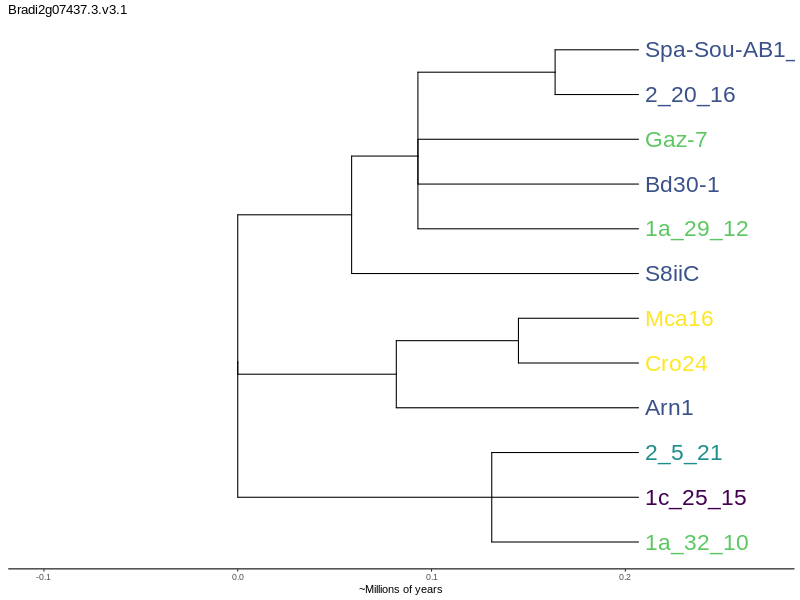 Bradi2g07437.3.v3.1
Spa-Sou-AB1_
2_20_16
Gaz-7
Bd30-1
1a_29_12
S8iiC
Mca16
Cro24
Arn1
2_5_21
1c_25_15
1a_32_10
-0.1 0.0 0.1 0.2
~Millions of years